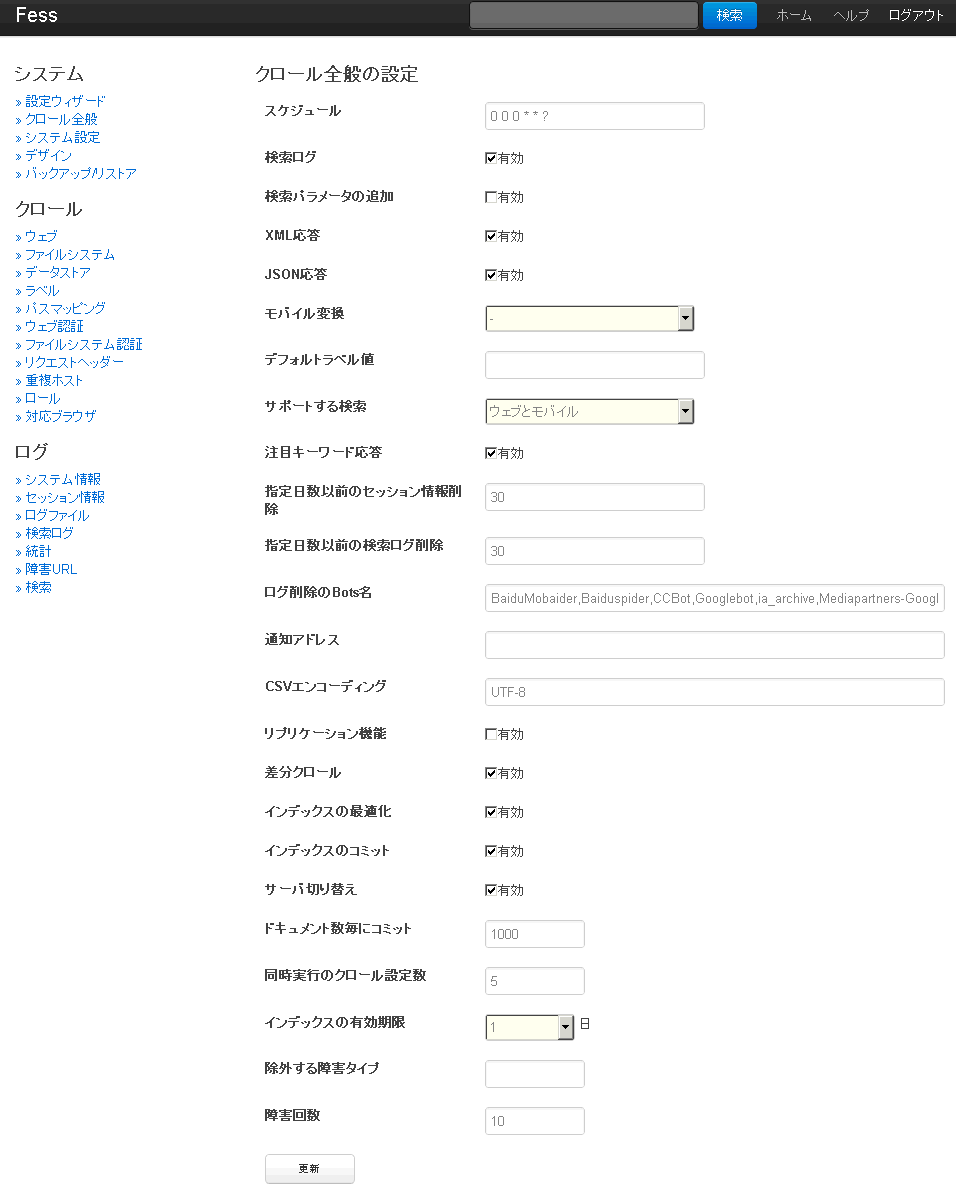 Fess
検索 ホーム ヘルプ ログアウト
システム
» 設定ウィザード
» クロール全般
» システム設定
» デザイン
» バックアップ/リストア
クロール
» ウェブ
» ファイルシステム
» データストア
» ラベル
» パスマッピング
» ウェブ認証
» ファイルシステム認証
» リクエストヘッダー
» 重複ホスト
» ロール
» 対応ブラウザ
ログ
» システム情報
» セッション情報
» ログファイル
» 検索ログ
» 統計
» 障害URL
» 検索
クロール全般の設定
スケジュール 0 0 0 * * ?
検索ログ 有効
検索パラメータの追加 有効
XML応答 有効
JSON応答 有効
モバイル変換 -
デフォルトラベル値
サポートする検索 ウェブとモバイル
注目キーワード応答 有効
指定日数以前のセッション情報削
除 30
指定日数以前の検索ログ削除 30
ログ削除のBots名 BaiduMobaider,Baiduspider,CCBot,Googlebot,ia_archive,Mediapartners-Googl
通知アドレス
CSVエンコーディング UTF-8
リプリケーション機能 有効
差分クロール 有効
インデックスの最適化 有効
インデックスのコミット 有効
サーバ切り替え 有効
ドキュメント数毎にコミット 1000
同時実行のクロール設定数 5
インデックスの有効期限 1 日
除外する障害タイプ
障害回数 10
更新